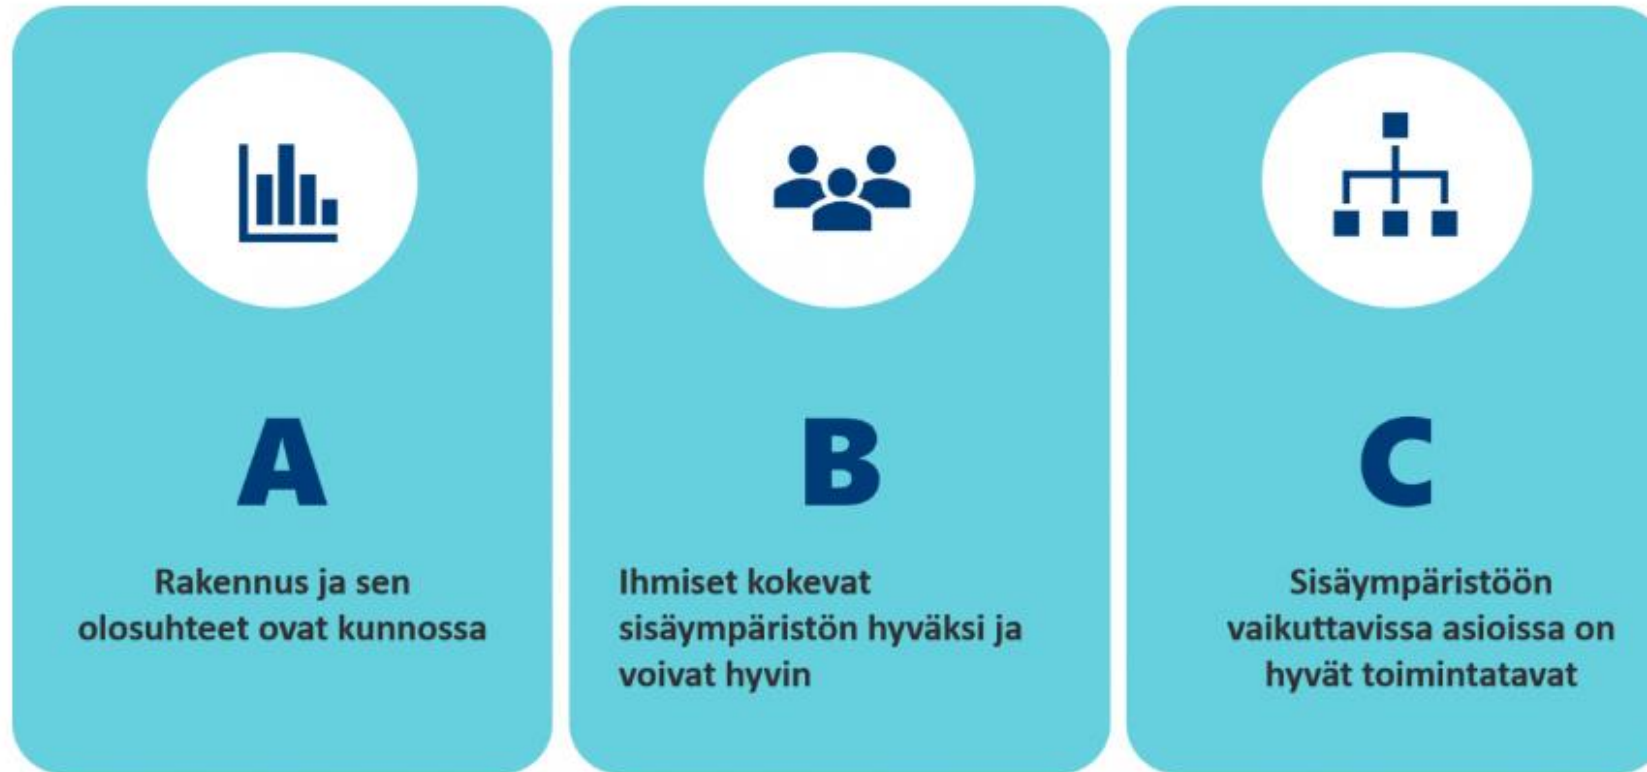 A
Rakennus ja sen
olosuhteet ovat kunnossa
B
Ihmiset kokevat
sisäympäristön hyväksi ja
voivat hyvin
C
Sisäympäristöön
vaikuttavissa asioissa on
hyvät toimintatavat